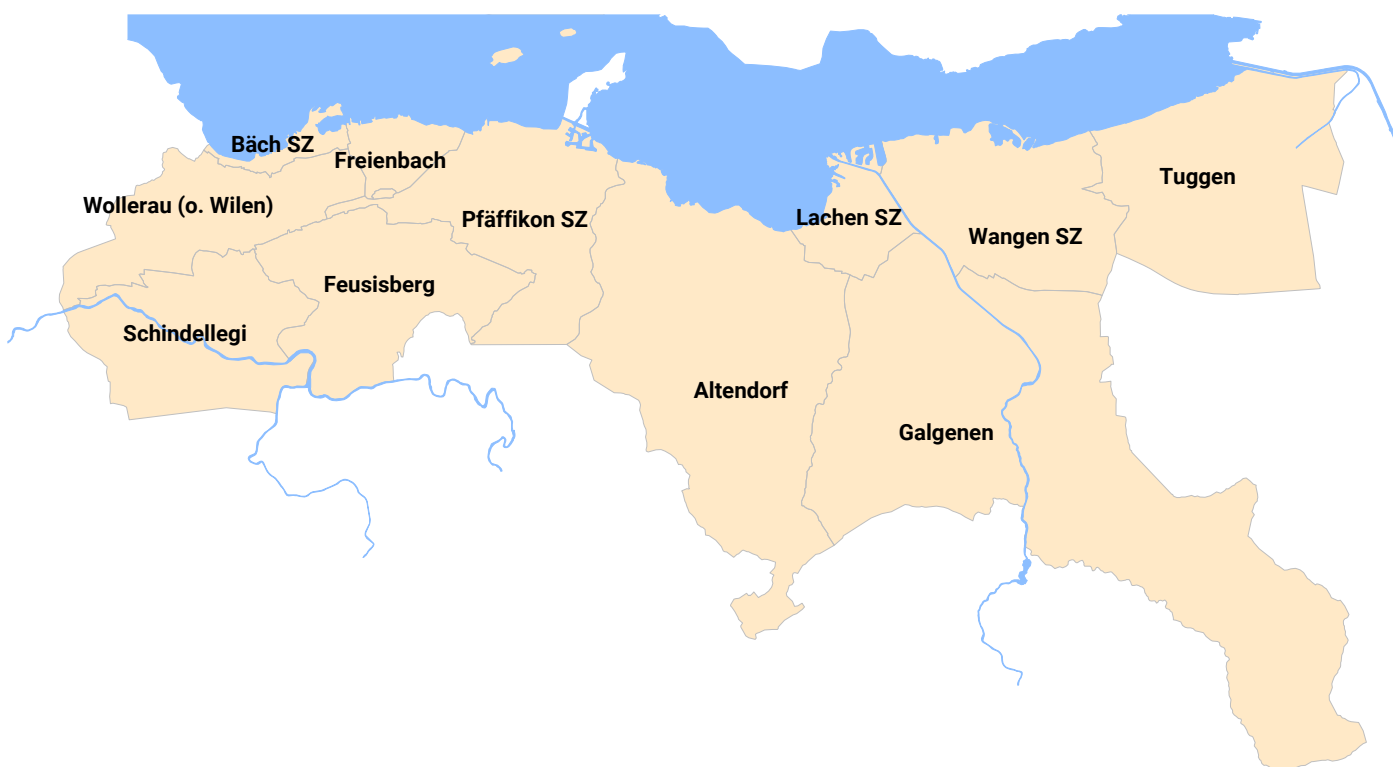 Bäch SZ
Freienbach
Tuggen
Wollerau (o. Wilen)
Pfäffikon SZ
Lachen SZ
Wangen SZ
Feusisberg
Schindellegi
Altendorf
Galgenen